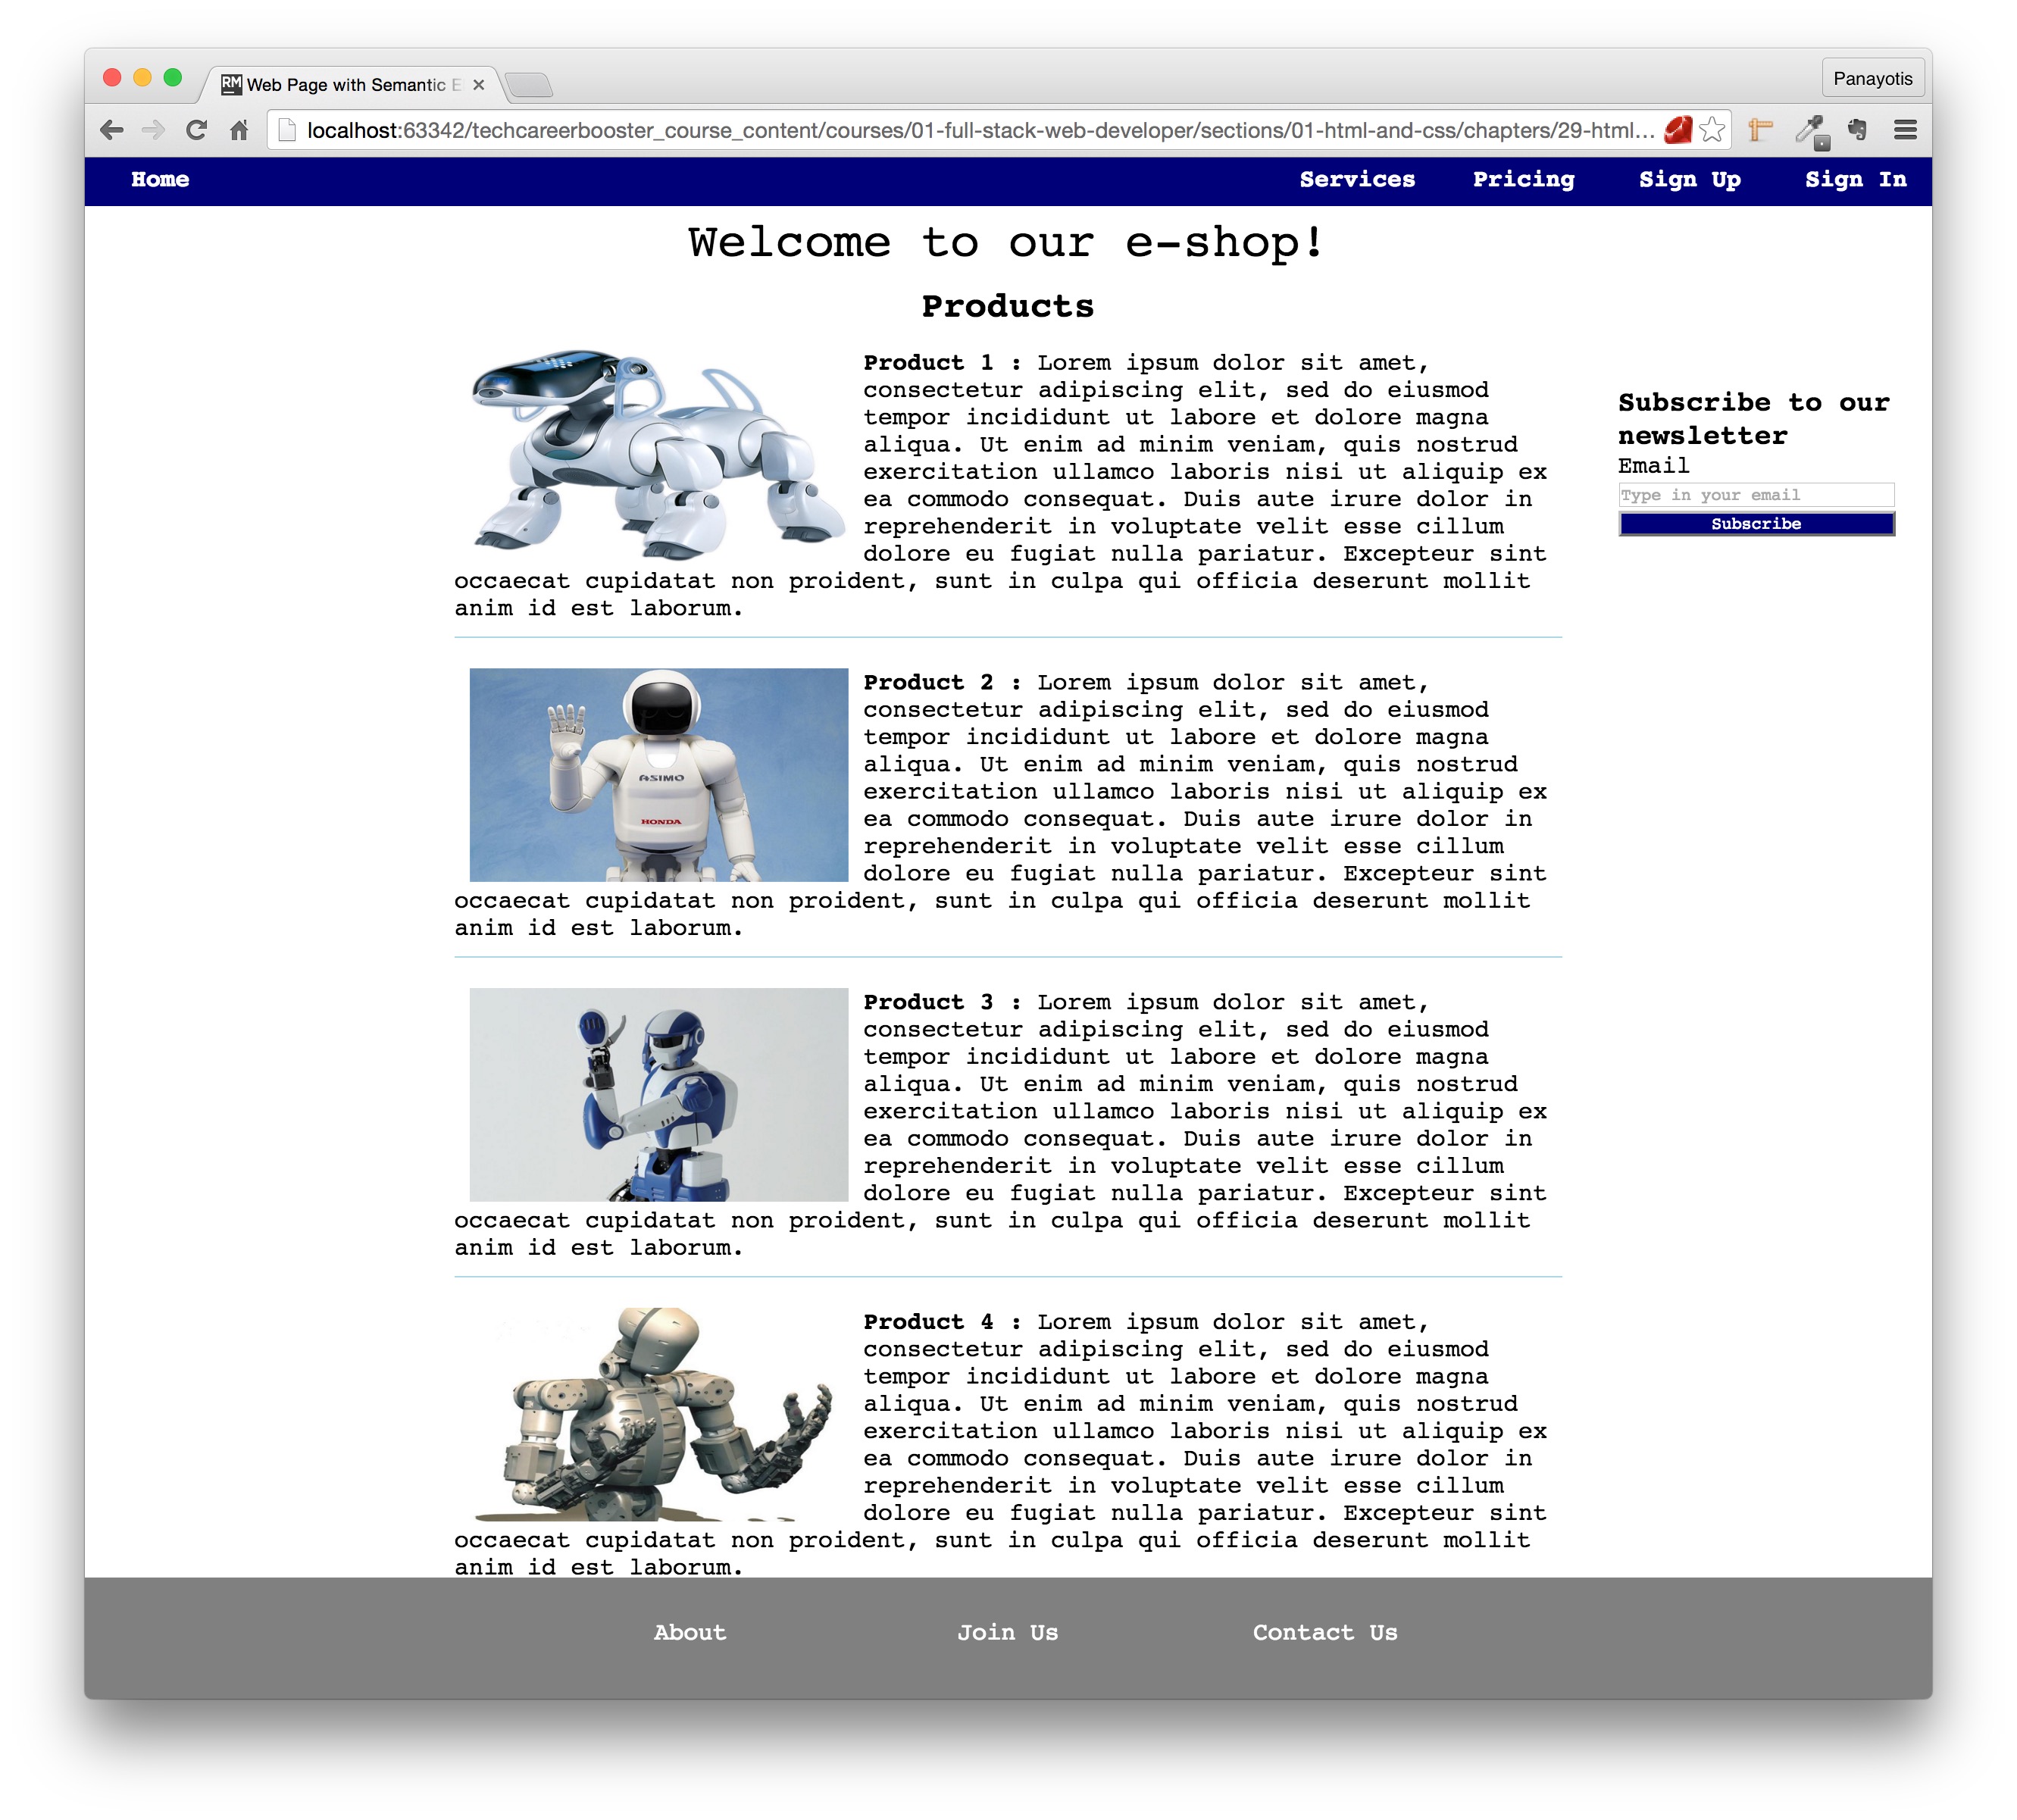 Web Page with Semantic E
Panayotis
localhost:63342/techcareerbooster_course_content/courses/01-full-stack-web-developer/sections/01-html-and-css/chapters/29-html...
Home Services Pricing Sign Up Sign In
Welcome to our e-shop!
Products
Product 1 : Lorem ipsum dolor sit amet,
consectetur adipiscing elit, sed do eiusmod
tempor incididunt ut labore et dolore magna
aliqua. Ut enim ad minim veniam, quis nostrud
exercitation ullamco laboris nisi ut aliquip ex
ea commodo consequat. Duis aute irure dolor in
reprehenderit in voluptate velit esse cillum
dolore eu fugiat nulla pariatur. Excepteur sint
occaecat cupidatat non proident, sunt in culpa qui officia deserunt mollit
anim id est laborum.
Subscribe to our
newsletter
Email
Type in your email
Subscribe
ASIMO
HONDA
Product 2 : Lorem ipsum dolor sit amet,
consectetur adipiscing elit, sed do eiusmod
tempor incididunt ut labore et dolore magna
aliqua. Ut enim ad minim veniam, quis nostrud
exercitation ullamco laboris nisi ut aliquip ex
ea commodo consequat. Duis aute irure dolor in
reprehenderit in voluptate velit esse cillum
dolore eu fugiat nulla pariatur. Excepteur sint
occaecat cupidatat non proident, sunt in culpa qui officia deserunt mollit
anim id est laborum.
Product 3 : Lorem ipsum dolor sit amet,
consectetur adipiscing elit, sed do eiusmod
tempor incididunt ut labore et dolore magna
aliqua. Ut enim ad minim veniam, quis nostrud
exercitation ullamco laboris nisi ut aliquip ex
ea commodo consequat. Duis aute irure dolor in
reprehenderit in voluptate velit esse cillum
dolore eu fugiat nulla pariatur. Excepteur sint
occaecat cupidatat non proident, sunt in culpa qui officia deserunt mollit
anim id est laborum.
Product 4 : Lorem ipsum dolor sit amet,
consectetur adipiscing elit, sed do eiusmod
tempor incididunt ut labore et dolore magna
aliqua. Ut enim ad minim veniam, quis nostrud
exercitation ullamco laboris nisi ut aliquip ex
ea commodo consequat. Duis aute irure dolor in
reprehenderit in voluptate velit esse cillum
dolore eu fugiat nulla pariatur. Excepteur sint
occaecat cupidatat non proident, sunt in culpa qui officia deserunt mollit
anim id est laborum.
About Join Us Contact Us